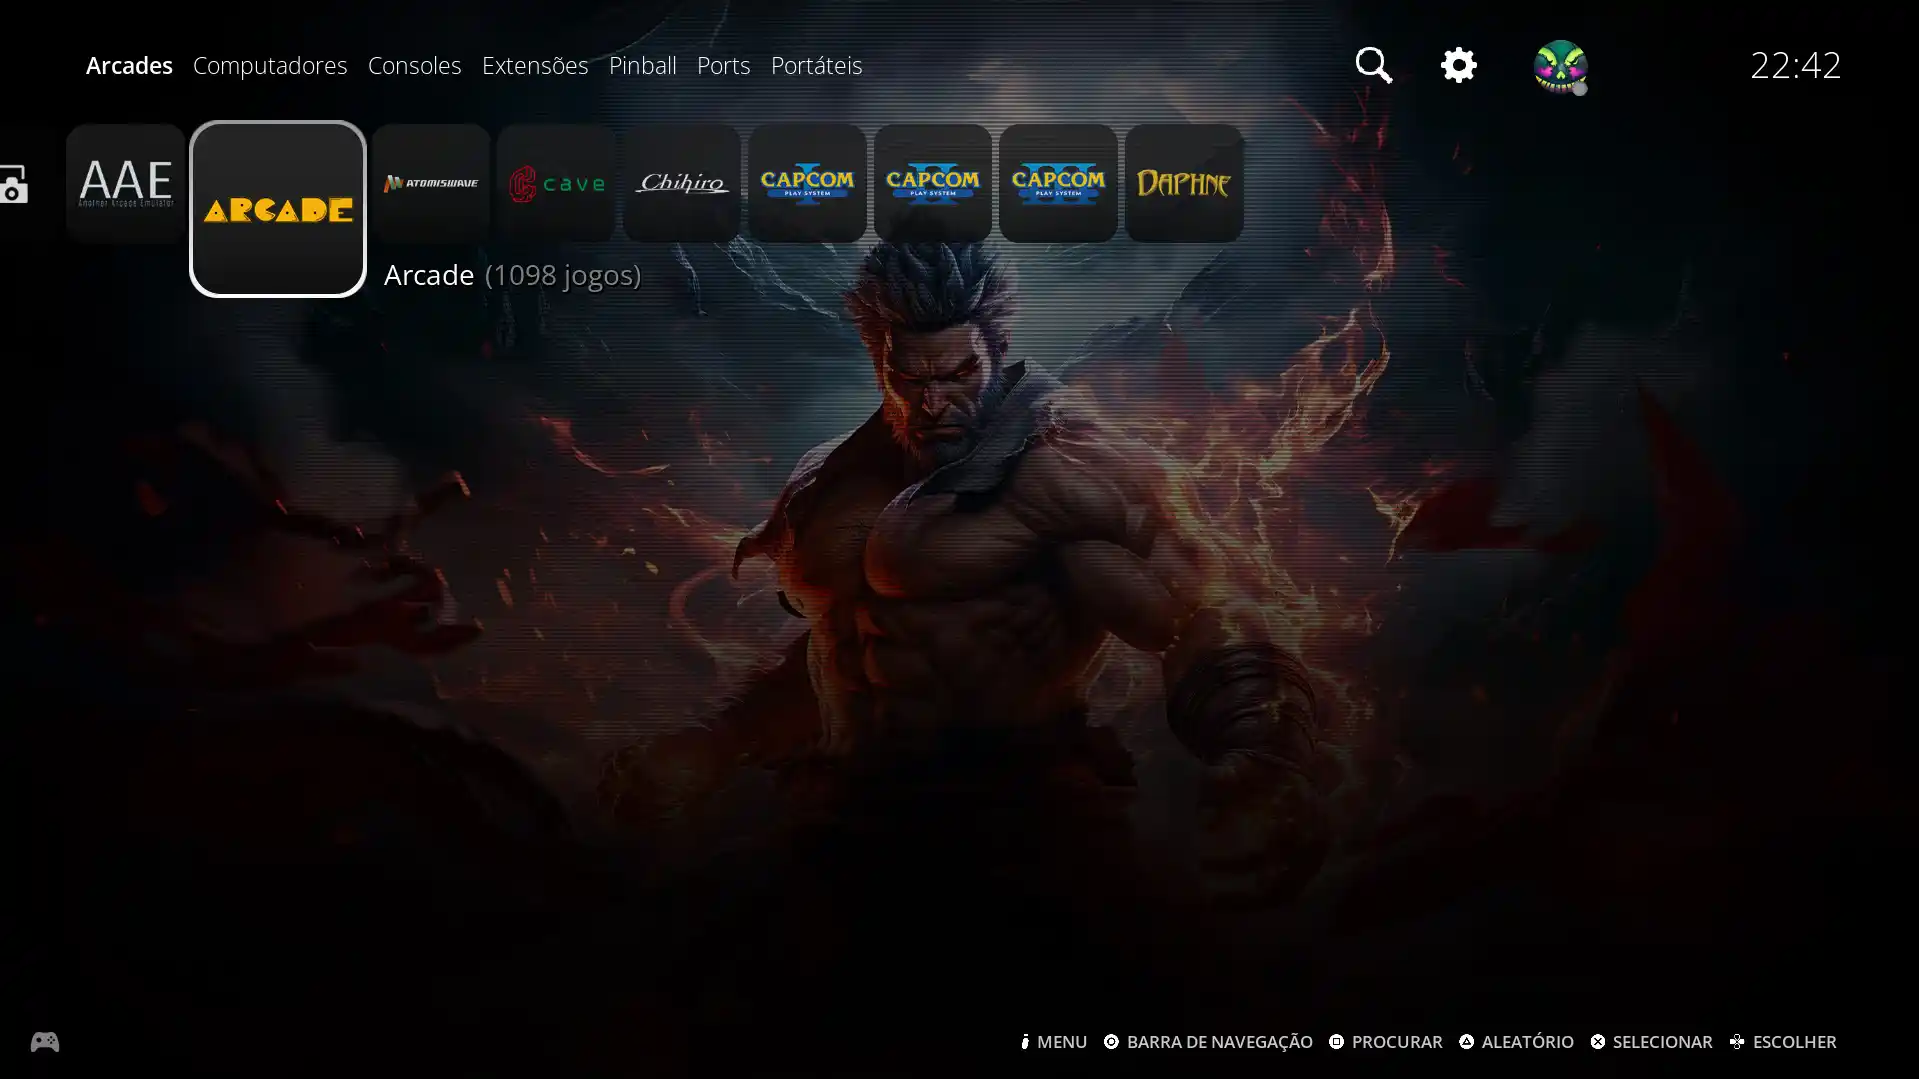 Arcades Computadores Consoles Extensões Pinball Ports Portáteis
22:42
AAE
Another Arcade Emulator
ARCADE
ATOMISWAVE
cave
Chihiro
CAPCOM
PLAY SYSTEM
I
CAPCOM
PLAY SYSTEM
II
CAPCOM
PLAY SYSTEM
III
DAPHNE
Arcade (1098 jogos)
MENU BARRA DE NAVEGAÇÃO PROCURAR ALEATÓRIO SELECIONAR ESCOLHER